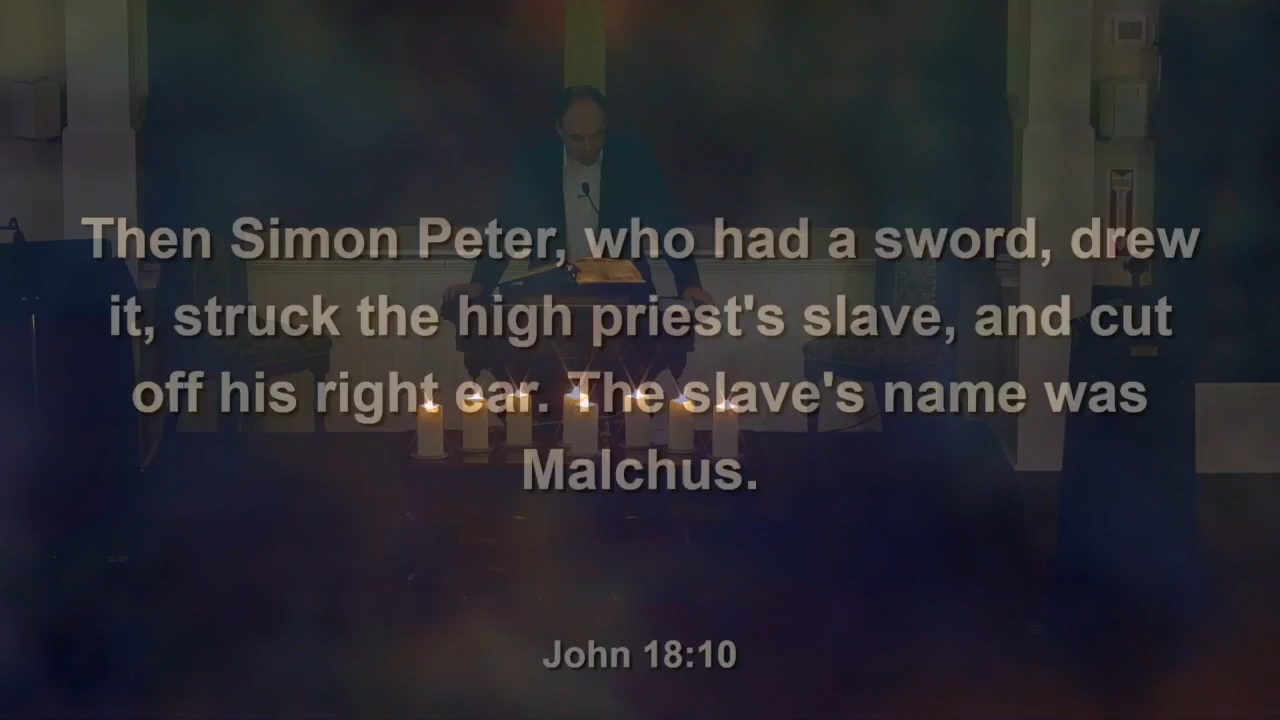 Then Simon Peter, who had a sword, drew
it, struck the high priest's slave, and cut
off his right ear. The slave's name was
Malchus.
John 18:10